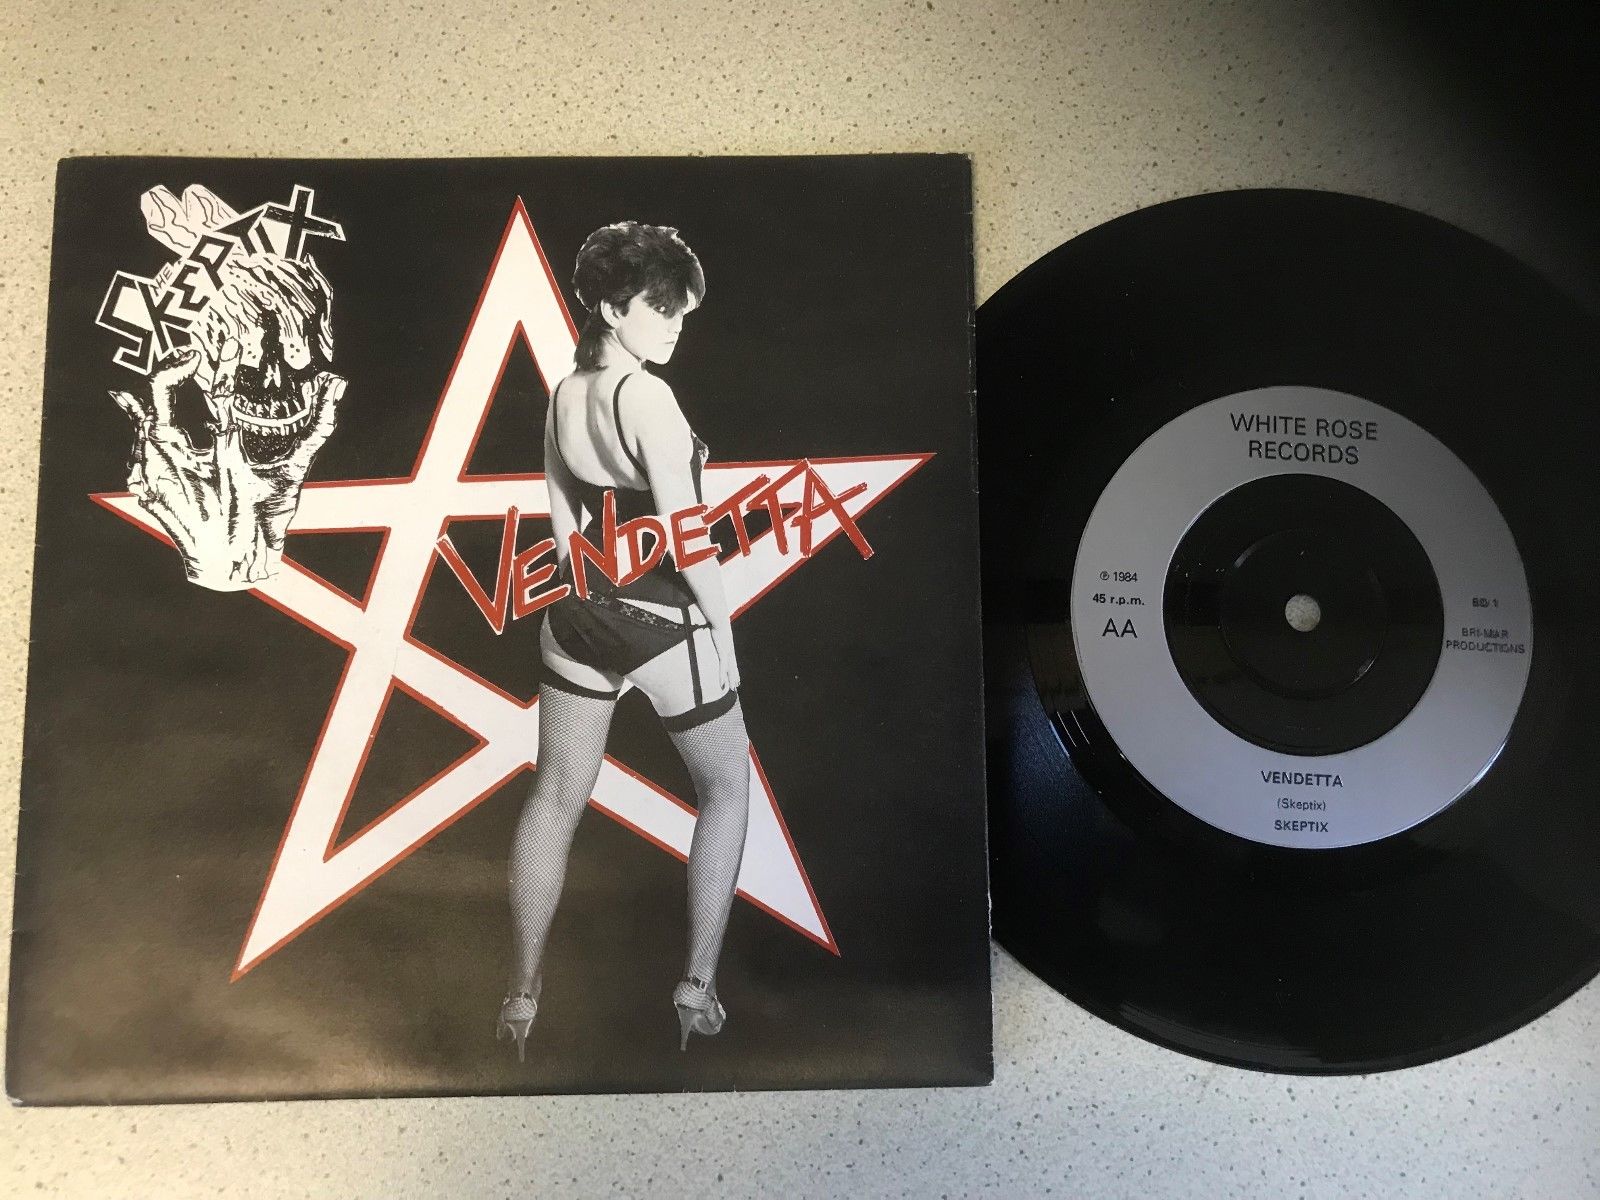 THE
SKEPTIX
VENDETTA
WHITE ROSE
RECORDS
℗ 1984
45 r.p.m.
AA
BRI-MAR
PRODUCTIONS
VENDETTA
(Skeptix)
SKEPTIX